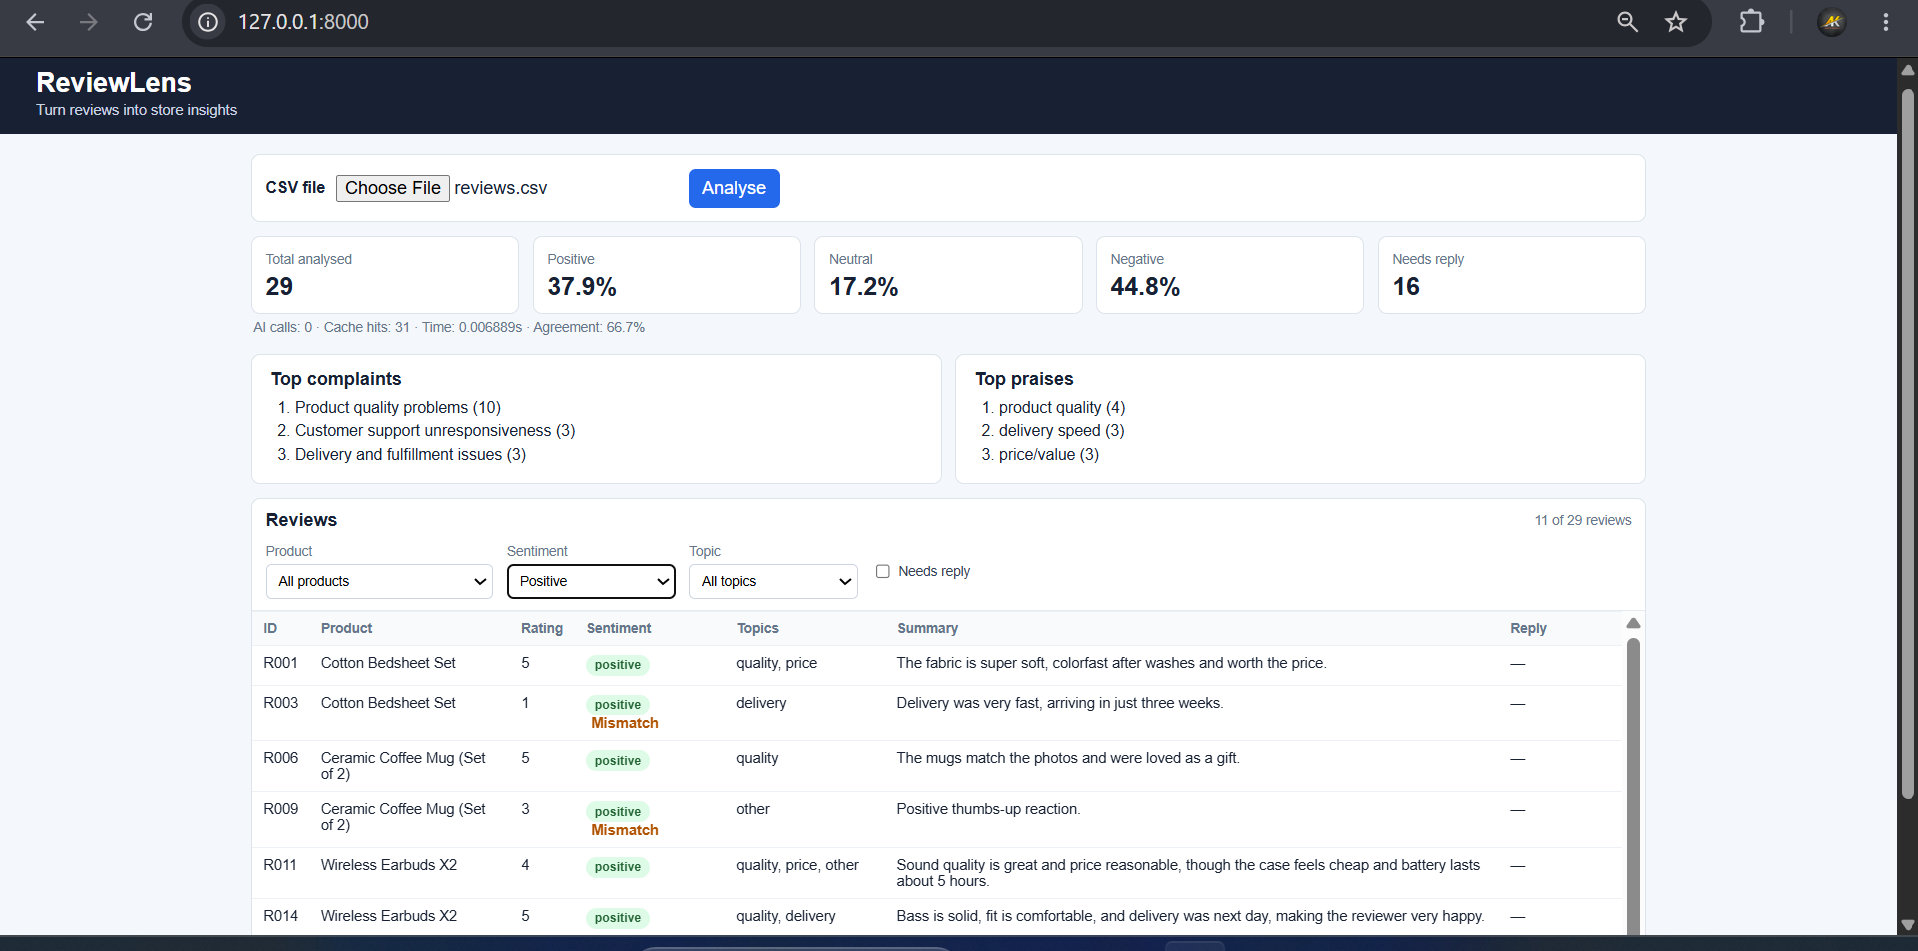 127.0.0.1:8000
AK
ReviewLens
Turn reviews into store insights
CSV file Choose File reviews.csv Analyse
Total analysed Positive Neutral Negative Needs reply
29 37.9% 17.2% 44.8% 16
AI calls: 0 · Cache hits: 31 · Time: 0.006889s · Agreement: 66.7%
Top complaints
1. Product quality problems (10)
2. Customer support unresponsiveness (3)
3. Delivery and fulfillment issues (3)
Top praises
1. product quality (4)
2. delivery speed (3)
3. price/value (3)
Reviews 11 of 29 reviews
Product Sentiment Topic
All products Positive All topics Needs reply
ID Product Rating Sentiment Topics Summary Reply
R001 Cotton Bedsheet Set 5 positive quality, price The fabric is super soft, colorfast after washes and worth the price. —
R003 Cotton Bedsheet Set 1 positive delivery Delivery was very fast, arriving in just three weeks. —
Mismatch
R006 Ceramic Coffee Mug (Set 5 positive quality The mugs match the photos and were loved as a gift. —
of 2)
R009 Ceramic Coffee Mug (Set 3 positive other Positive thumbs-up reaction. —
of 2) Mismatch
R011 Wireless Earbuds X2 4 positive quality, price, other Sound quality is great and price reasonable, though the case feels cheap and battery lasts —
about 5 hours.
R014 Wireless Earbuds X2 5 positive quality, delivery Bass is solid, fit is comfortable, and delivery was next day, making the reviewer very happy. —